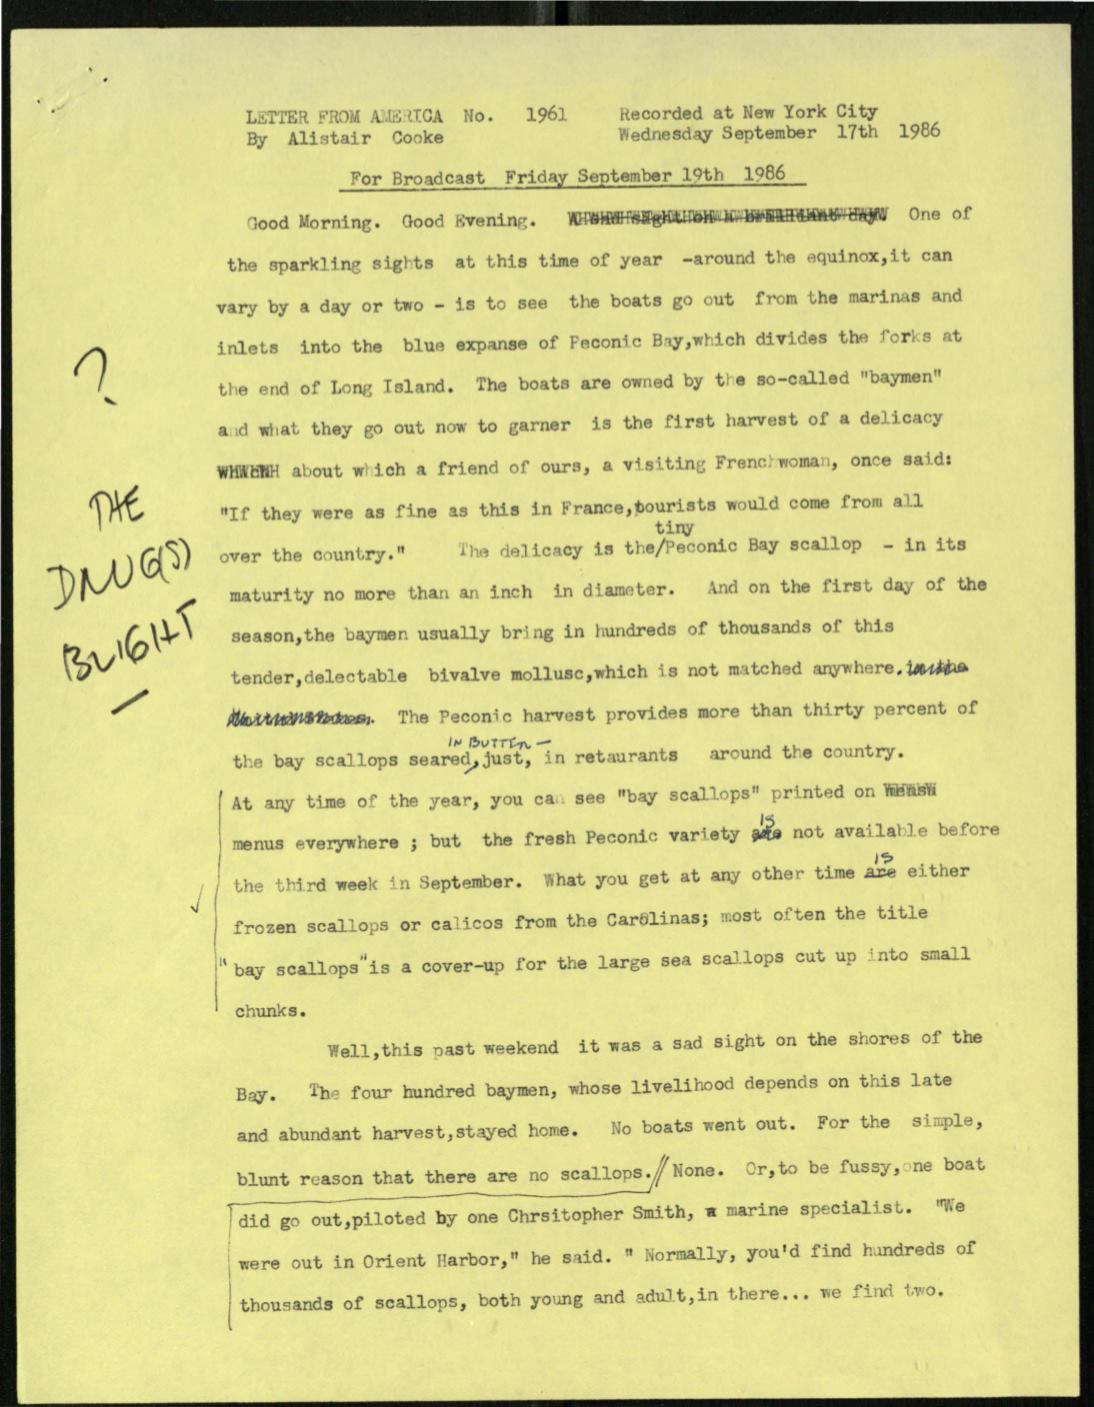 LETTER FROM AMERICA No. 1961 Recorded at New York City
By Alistair Cooke Wednesday September 17th 1986
For Broadcast Friday September 19th 1986
Good Morning. Good Evening. One of
the sparkling sights at this time of year -around the equinox,it can
vary by a day or two - is to see the boats go out from the marinas and
inlets into the blue expanse of Peconic Bay,which divides the forks at
the end of Long Island. The boats are owned by the so-called "baymen"
and what they go out now to garner is the first harvest of a delicacy
about which a friend of ours, a visiting Frenchwoman, once said:
"If they were as fine as this in France,tourists would come from all
tiny
over the country." The delicacy is the/Peconic Bay scallop - in its
maturity no more than an inch in diameter. And on the first day of the
season,the baymen usually bring in hundreds of thousands of this
tender,delectable bivalve mollusc,which is not matched anywhere.
The Peconic harvest provides more than thirty percent of
IN BUTTER —
the bay scallops seared,just, in retaurants around the country.
At any time of the year, you can see "bay scallops" printed on
IS
menus everywhere ; but the fresh Peconic variety are not available before
IS
the third week in September. What you get at any other time are either
frozen scallops or calicos from the Carolinas; most often the title
"bay scallops"is a cover-up for the large sea scallops cut up into small
chunks.
Well,this past weekend it was a sad sight on the shores of the
Bay. The four hundred baymen, whose livelihood depends on this late
and abundant harvest,stayed home. No boats went out. For the simple,
blunt reason that there are no scallops.// None. Or,to be fussy,one boat
did go out,piloted by one Chrsitopher Smith, a marine specialist. "We
were out in Orient Harbor," he said. " Normally, you'd find hundreds of
thousands of scallops, both young and adult,in there... we find two.
?
THE
DRUG(S)
BLIGHT
—